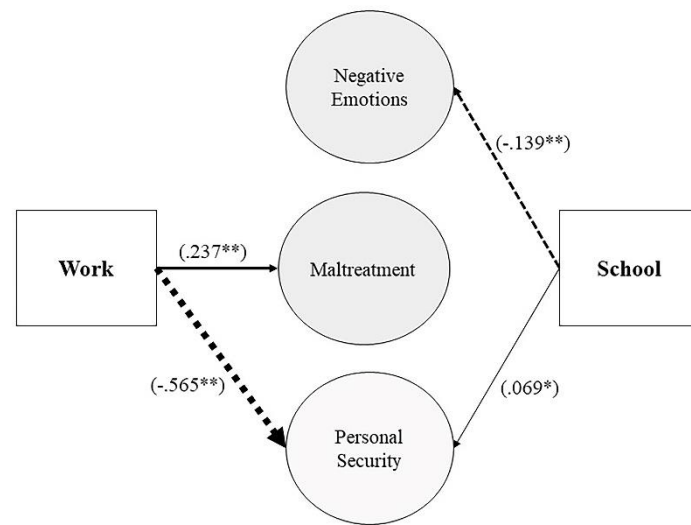 Negative
Emotions
(-.139**)
Work
(.237**)
Maltreatment
School
(-.565**)
(.069*)
Personal
Security